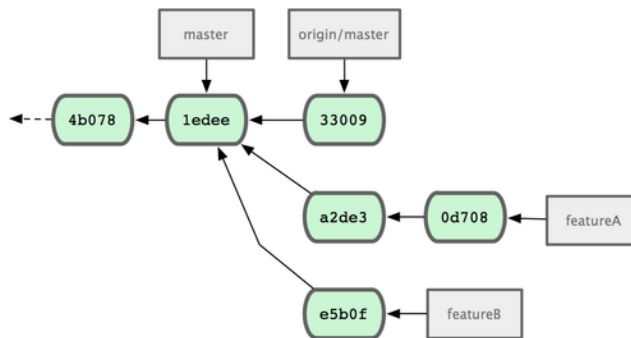 master
origin/master
4b078
1edee
33009
a2de3
0d708
featureA
e5b0f
featureB